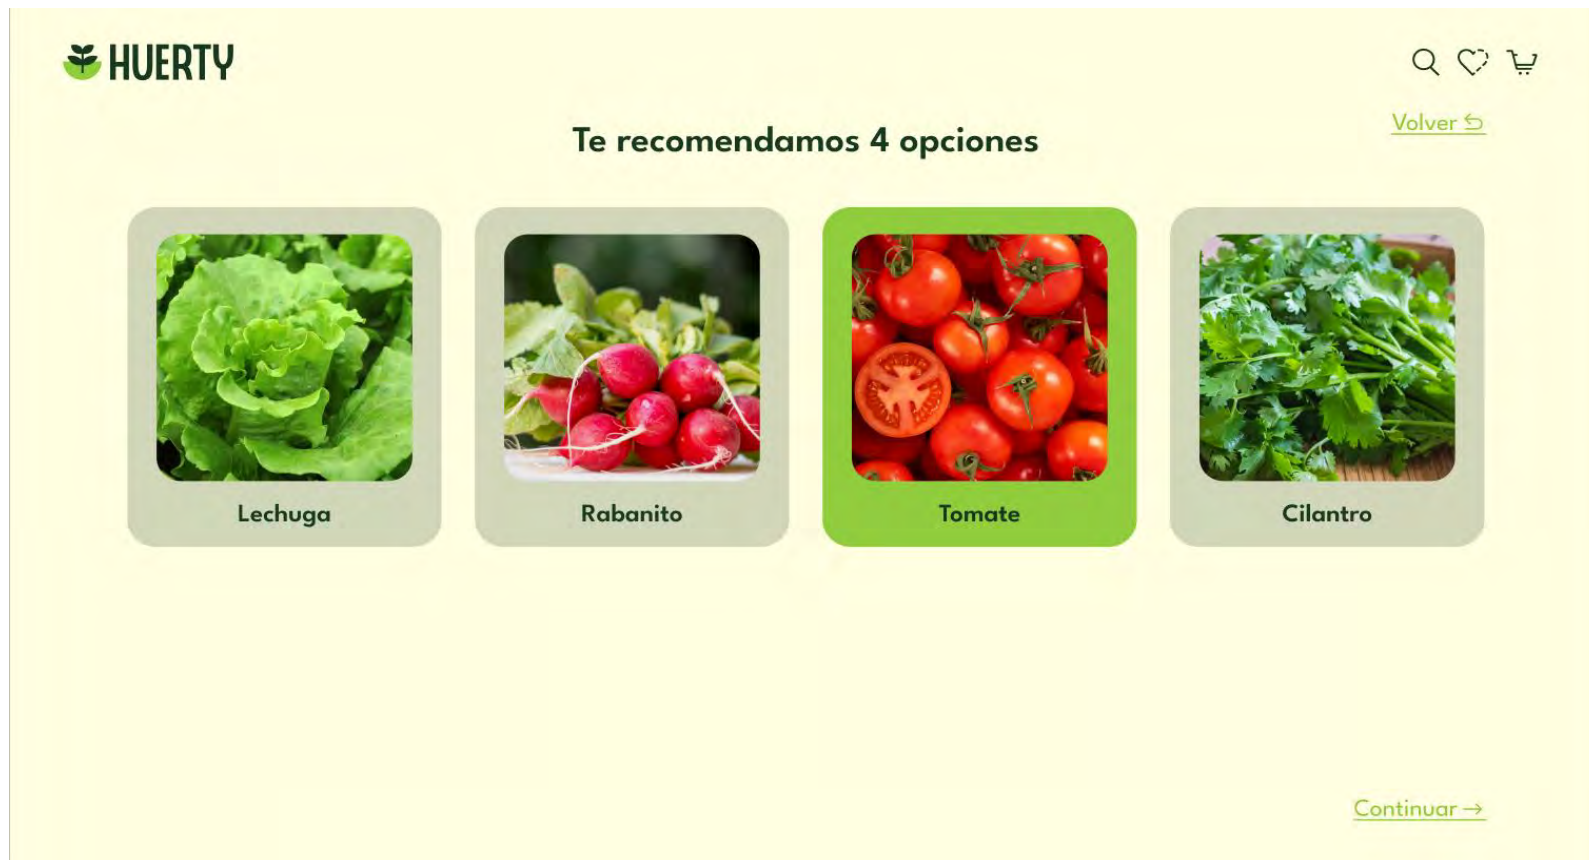 HUERTY
Volver
Te recomendamos 4 opciones
Lechuga
Rabanito
Tomate
Cilantro
Continuar →